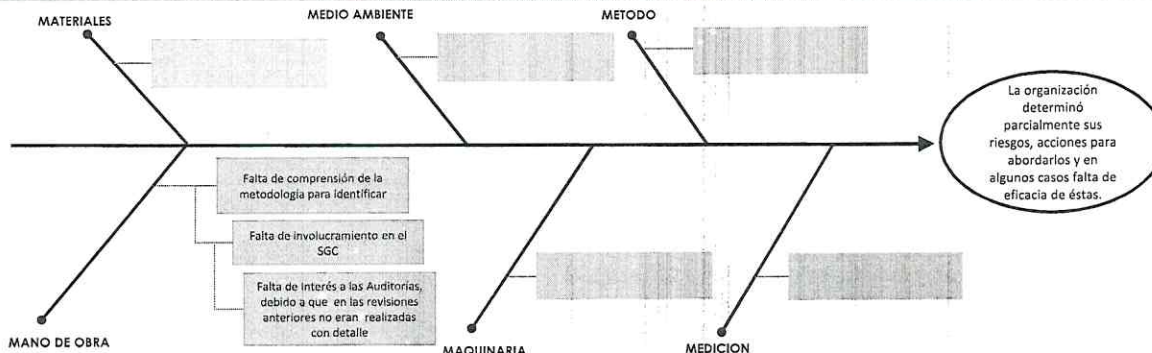 MATERIALES
MEDIO AMBIENTE
METODO
La organización
determinó
parcialmente sus
riesgos, acciones para
abordarlos y en
algunos casos falta de
eficacia de éstas.
Falta de comprensión de la
metodología para identificar
Falta de involucramiento en el
SGC
Falta de Interés a las Auditorías,
debido a que en las revisiones
anteriores no eran realizadas
con detalle
MANO DE OBRA
MAQUINARIA
MEDICION